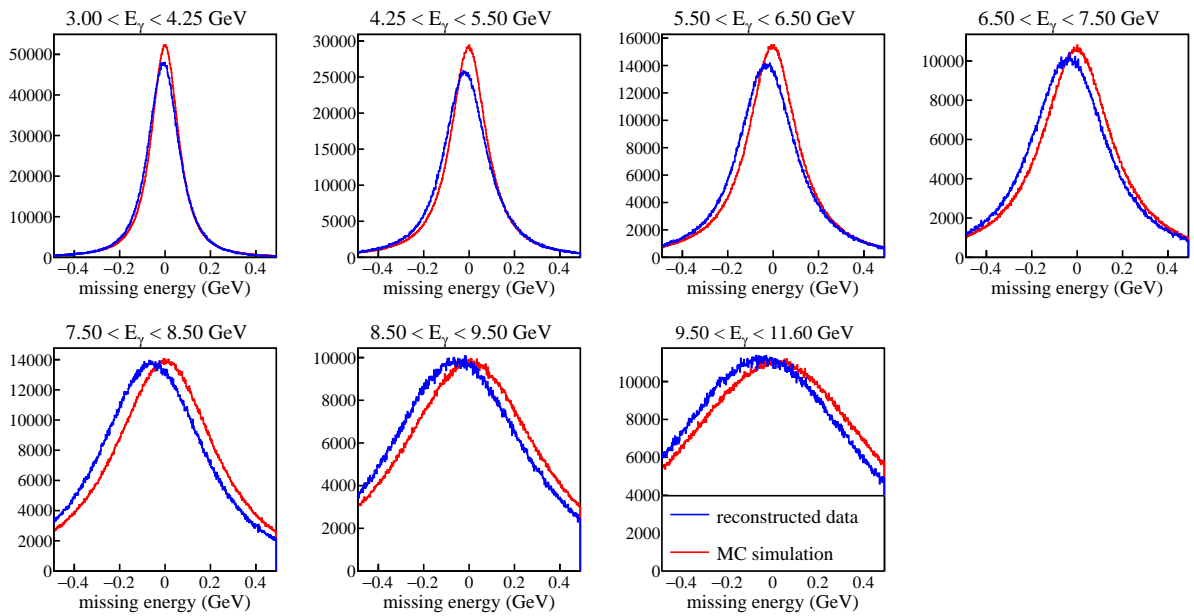 3.00 < Eγ < 4.25 GeV
50000
40000
30000
20000
10000
0
−0.4 −0.2 0 0.2 0.4
missing energy (GeV)
4.25 < Eγ < 5.50 GeV
30000
25000
20000
15000
10000
5000
0
−0.4 −0.2 0 0.2 0.4
missing energy (GeV)
5.50 < Eγ < 6.50 GeV
16000
14000
12000
10000
8000
6000
4000
2000
0
−0.4 −0.2 0 0.2 0.4
missing energy (GeV)
6.50 < Eγ < 7.50 GeV
10000
8000
6000
4000
2000
0
−0.4 −0.2 0 0.2 0.4
missing energy (GeV)
7.50 < Eγ < 8.50 GeV
14000
12000
10000
8000
6000
4000
2000
0
−0.4 −0.2 0 0.2 0.4
missing energy (GeV)
8.50 < Eγ < 9.50 GeV
10000
8000
6000
4000
2000
0
−0.4 −0.2 0 0.2 0.4
missing energy (GeV)
9.50 < Eγ < 11.60 GeV
10000
8000
6000
4000
2000
0
reconstructed data
MC simulation
−0.4 −0.2 0 0.2 0.4
missing energy (GeV)